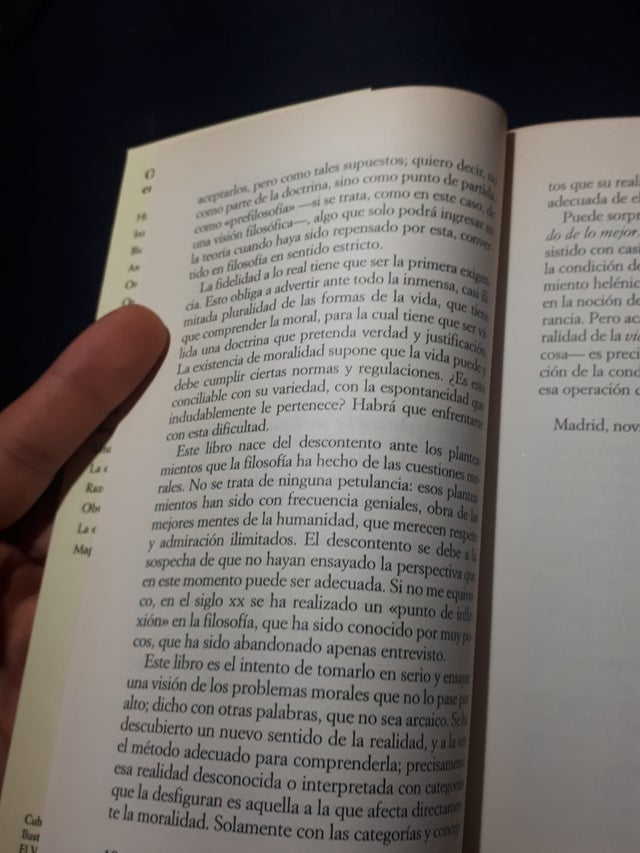 aceptarlos, pero como tales supuestos; quiero decir, no
como parte de la doctrina, sino como punto de partida,
como «prefilosofía» —si se trata, como en este caso, de
una visión filosófica—, algo que solo podrá ingresar en
la teoría cuando haya sido repensado por esta, conver
tido en filosofía en sentido estricto.
La fidelidad a lo real tiene que ser la primera exigen
cia. Esto obliga a advertir ante todo la inmensa, casi ili
mitada pluralidad de las formas de la vida, que tiene
que comprender la moral, para la cual tiene que ser vá
lida una doctrina que pretenda verdad y justificación.
La existencia de moralidad supone que la vida puede y
debe cumplir ciertas normas y regulaciones. ¿Es esto
conciliable con su variedad, con la espontaneidad que
indudablemente le pertenece? Habrá que enfrentarse
con esta dificultad.
Este libro nace del descontento ante los plantea
mientos que la filosofía ha hecho de las cuestiones mo
rales. No se trata de ninguna petulancia: esos plantea
mientos han sido con frecuencia geniales, obra de las
mejores mentes de la humanidad, que merecen respeto
y admiración ilimitados. El descontento se debe a la
sospecha de que no hayan ensayado la perspectiva que
en este momento puede ser adecuada. Si no me equivo
co, en el siglo XX se ha realizado un «punto de infle
xión» en la filosofía, que ha sido conocido por muy po
cos, que ha sido abandonado apenas entrevisto.
Este libro es el intento de tomarlo en serio y ensayar
una visión de los problemas morales que no lo pase por
alto; dicho con otras palabras, que no sea arcaico. Se ha
descubierto un nuevo sentido de la realidad, y a la vez
el método adecuado para comprenderla; precisamente
esa realidad desconocida o interpretada con categorías
que la desfiguran es aquella a la que afecta directamen
te la moralidad. Solamente con las categorías y concep
tos que su real
adecuada de el
Puede sorp
do de lo mejor.
sistido con casi
la condición de
miento helénic
en la noción de
rancia. Pero ac
ralidad de la vid
cosa— es preci
ción de la cond
esa operación c
Madrid, nov
La e
Raz
Obr
La e
Map
Cub
Ilust
El V